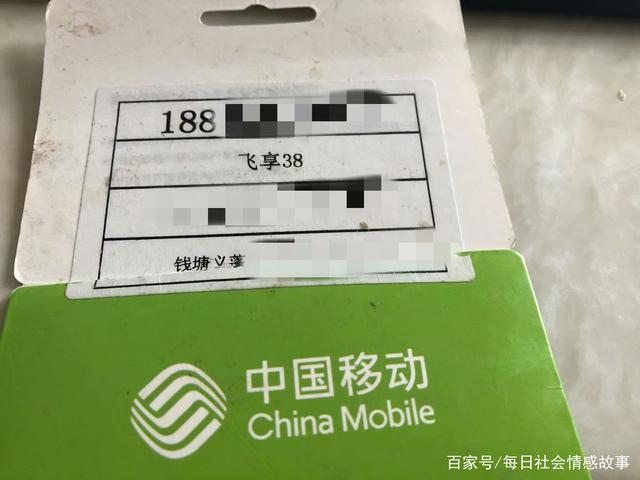 188
飞享38
钱塘义蓬
中国移动
China Mobile
百家号/每日社会情感故事